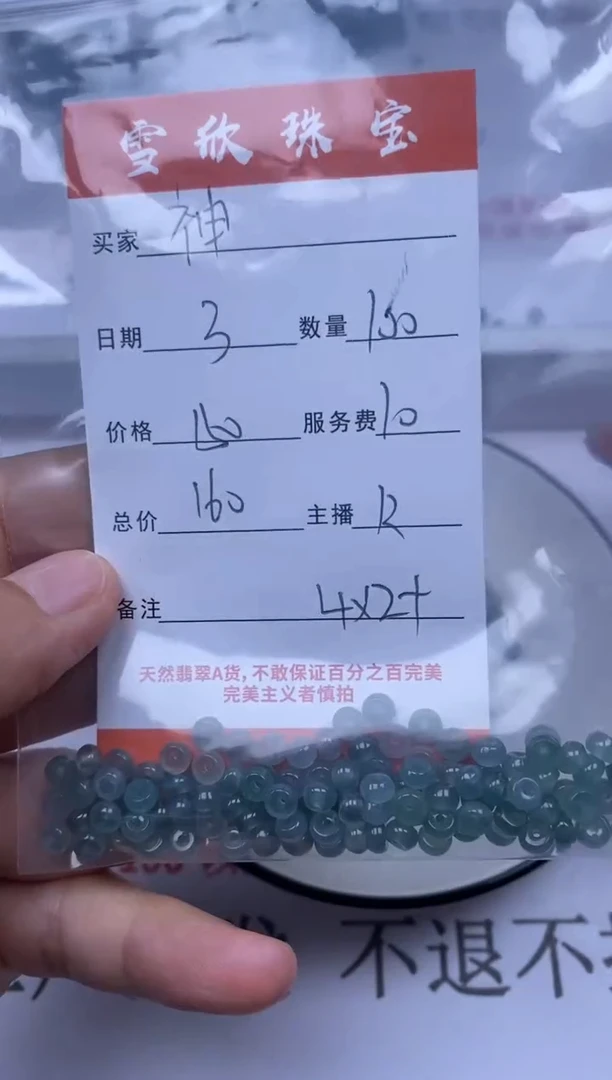 雪欣珠宝
买家 神
日期 3 数量 150
价格 150 服务费 10
总价 160 主播 R
备注 4x2+
天然翡翠A货,不敢保证百分之百完美
完美主义者慎拍
不退不